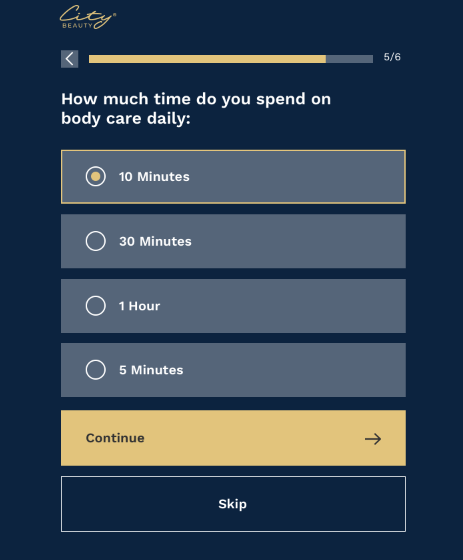 City®
BEAUTY
5/6
How much time do you spend on
body care daily:
10 Minutes
30 Minutes
1 Hour
5 Minutes
Continue
Skip